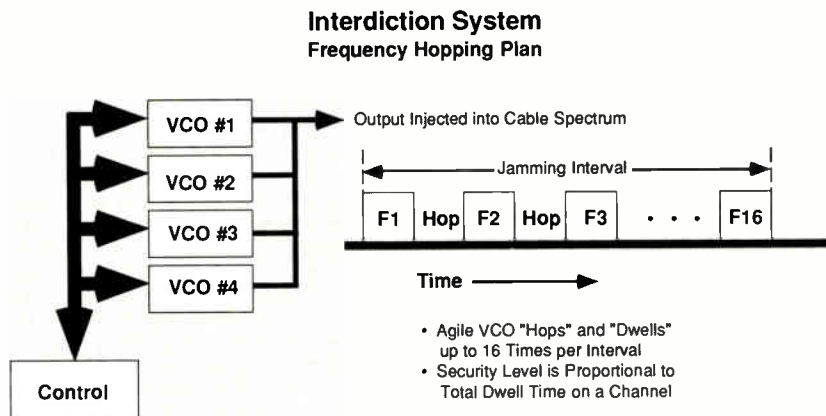 Interdiction System
Frequency Hopping Plan
VCO #1
VCO #2
VCO #3
VCO #4
Control
Output Injected into Cable Spectrum
Jamming Interval
F1 Hop F2 Hop F3 · · · · F16
Time
• Agile VCO "Hops" and "Dwells"
up to 16 Times per Interval
• Security Level is Proportional to
Total Dwell Time on a Channel